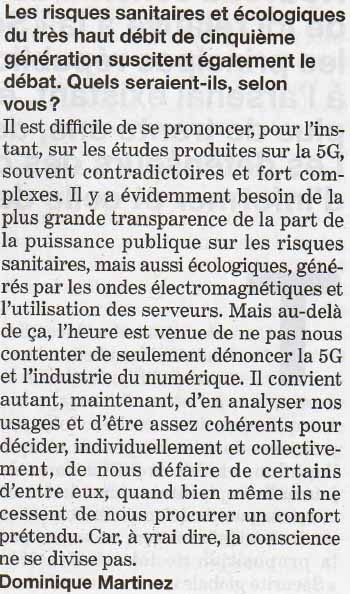 Les risques sanitaires et écologiques
du très haut débit de cinquième
génération suscitent également le
débat. Quels seraient-ils, selon
vous ?
Il est difficile de se prononcer, pour l'ins-
tant, sur les études produites sur la 5G,
souvent contradictoires et fort com-
plexes. Il y a évidemment besoin de la
plus grande transparence de la part de
la puissance publique sur les risques
sanitaires, mais aussi écologiques, géné-
rés par les ondes électromagnétiques et
l'utilisation des serveurs. Mais au-delà
de ça, l'heure est venue de ne pas nous
contenter de seulement dénoncer la 5G
et l'industrie du numérique. Il convient
autant, maintenant, d'en analyser nos
usages et d'être assez cohérents pour
décider, individuellement et collective-
ment, de nous défaire de certains
d'entre eux, quand bien même ils ne
cessent de nous procurer un confort
prétendu. Car, à vrai dire, la conscience
ne se divise pas.
Dominique Martinez